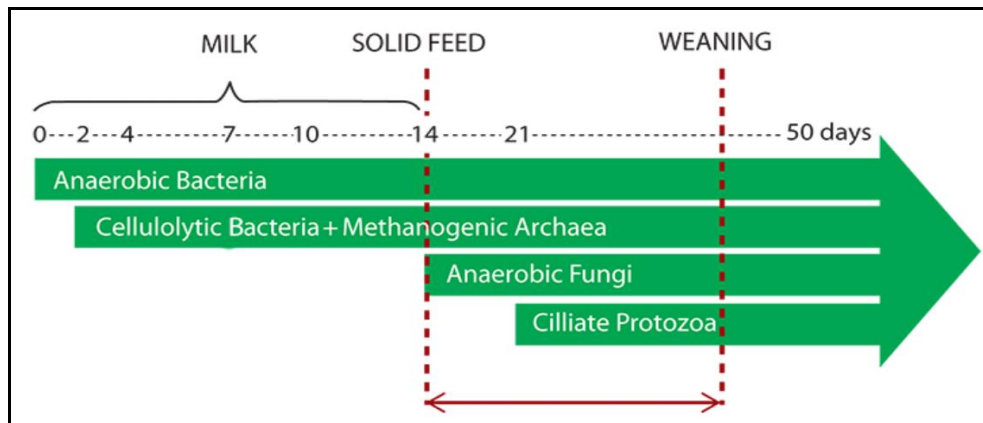 MILK SOLID FEED WEANING
0---2--4---------7------10-----------14------21-------------------------50 days
Anaerobic Bacteria
Cellulolytic Bacteria + Methanogenic Archaea
Anaerobic Fungi
Cilliate Protozoa